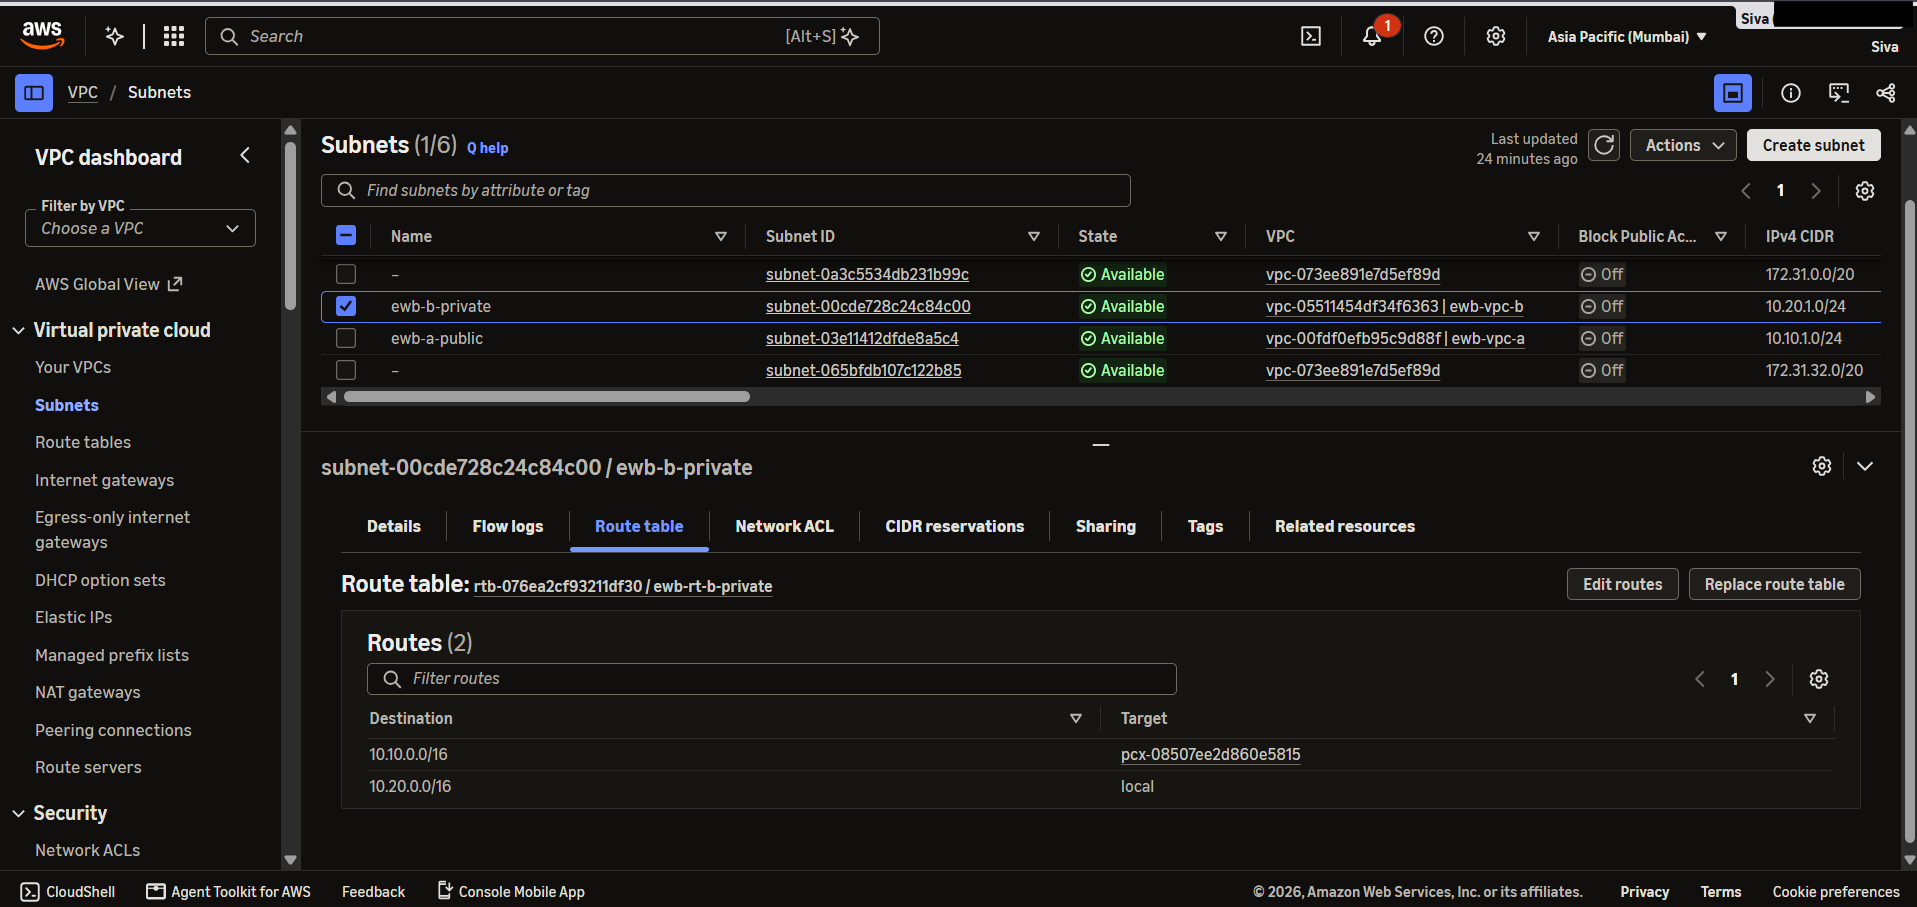 aws
Search [Alt+S]
1
Asia Pacific (Mumbai)
Siva (
Siva
VPC / Subnets
VPC dashboard
Filter by VPC
Choose a VPC
AWS Global View
Virtual private cloud
Your VPCs
Subnets
Route tables
Internet gateways
Egress-only internet
gateways
DHCP option sets
Elastic IPs
Managed prefix lists
NAT gateways
Peering connections
Route servers
Security
Network ACLs
Subnets (1/6) Q help
Last updated
24 minutes ago
Actions
Create subnet
Find subnets by attribute or tag
1
Name Subnet ID State VPC Block Public Ac... IPv4 CIDR
– subnet-0a3c5534db231b99c Available vpc-073ee891e7d5ef89d Off 172.31.0.0/20
ewb-b-private subnet-00cde728c24c84c00 Available vpc-05511454df34f6363 | ewb-vpc-b Off 10.20.1.0/24
ewb-a-public subnet-03e11412dfde8a5c4 Available vpc-00fdf0efb95c9d88f | ewb-vpc-a Off 10.10.1.0/24
– subnet-065bfdb107c122b85 Available vpc-073ee891e7d5ef89d Off 172.31.32.0/20
subnet-00cde728c24c84c00 / ewb-b-private
Details Flow logs Route table Network ACL CIDR reservations Sharing Tags Related resources
Route table: rtb-076ea2cf93211df30 / ewb-rt-b-private
Edit routes
Replace route table
Routes (2)
Filter routes
1
Destination Target
10.10.0.0/16 pcx-08507ee2d860e5815
10.20.0.0/16 local
CloudShell Agent Toolkit for AWS Feedback Console Mobile App © 2026, Amazon Web Services, Inc. or its affiliates. Privacy Terms Cookie preferences